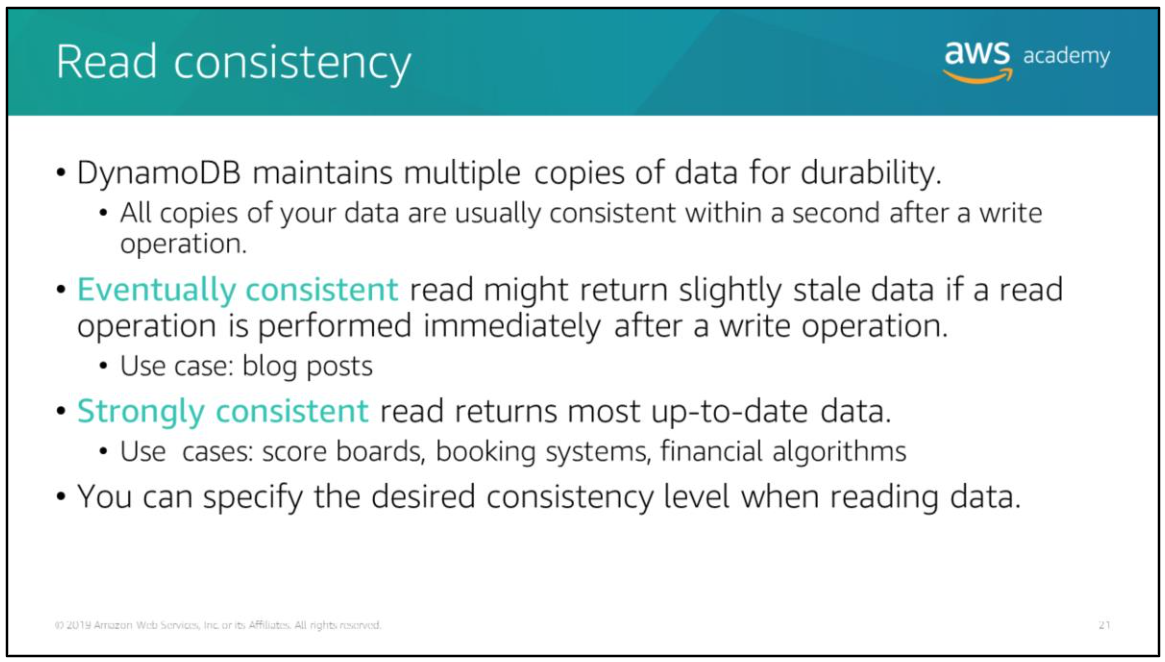 Read consistency
aws academy
• DynamoDB maintains multiple copies of data for durability.
• All copies of your data are usually consistent within a second after a write
operation.
• Eventually consistent read might return slightly stale data if a read
operation is performed immediately after a write operation.
• Use case: blog posts
• Strongly consistent read returns most up-to-date data.
• Use  cases: score boards, booking systems, financial algorithms
• You can specify the desired consistency level when reading data.
© 2019 Amazon Web Services, Inc. or its Affiliates. All rights reserved.
21